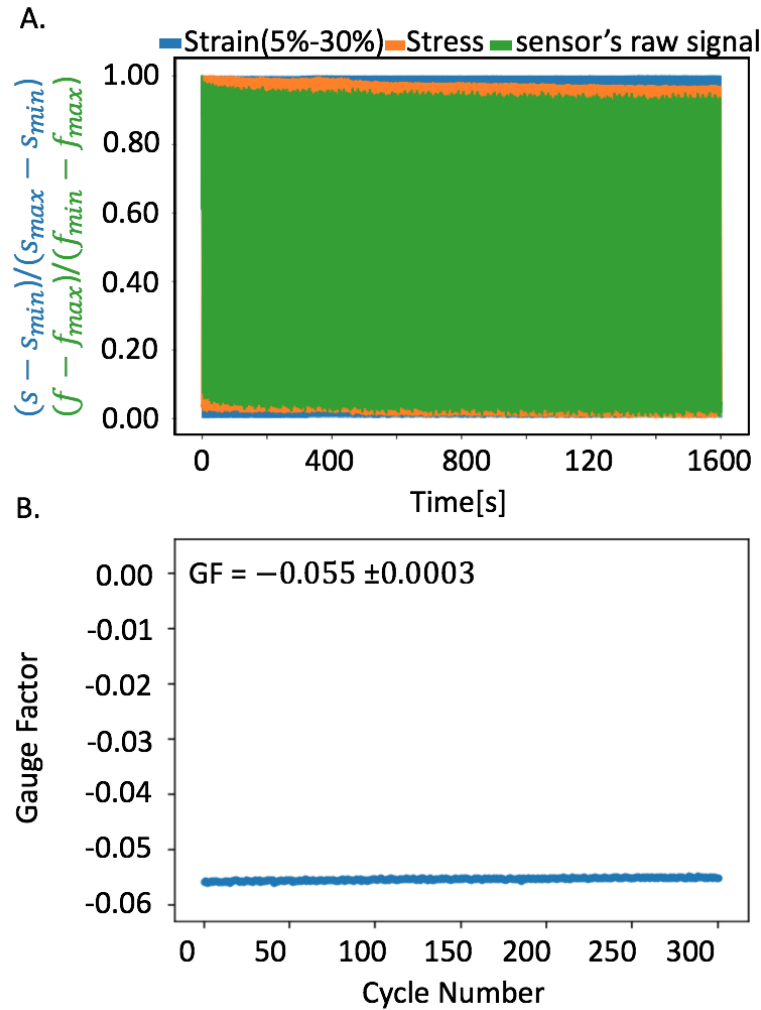 A.
Strain(5%-30%) Stress sensor's raw signal
(s − s_min)/(s_max − s_min)
(f − f_max)/(f_min − f_max)
1.00
0.80
0.60
0.40
0.20
0.00
0 400 800 120 1600
Time[s]
B.
GF = −0.055 ±0.0003
Gauge Factor
0.00
-0.01
-0.02
-0.03
-0.04
-0.05
-0.06
0 50 100 150 200 250 300
Cycle Number